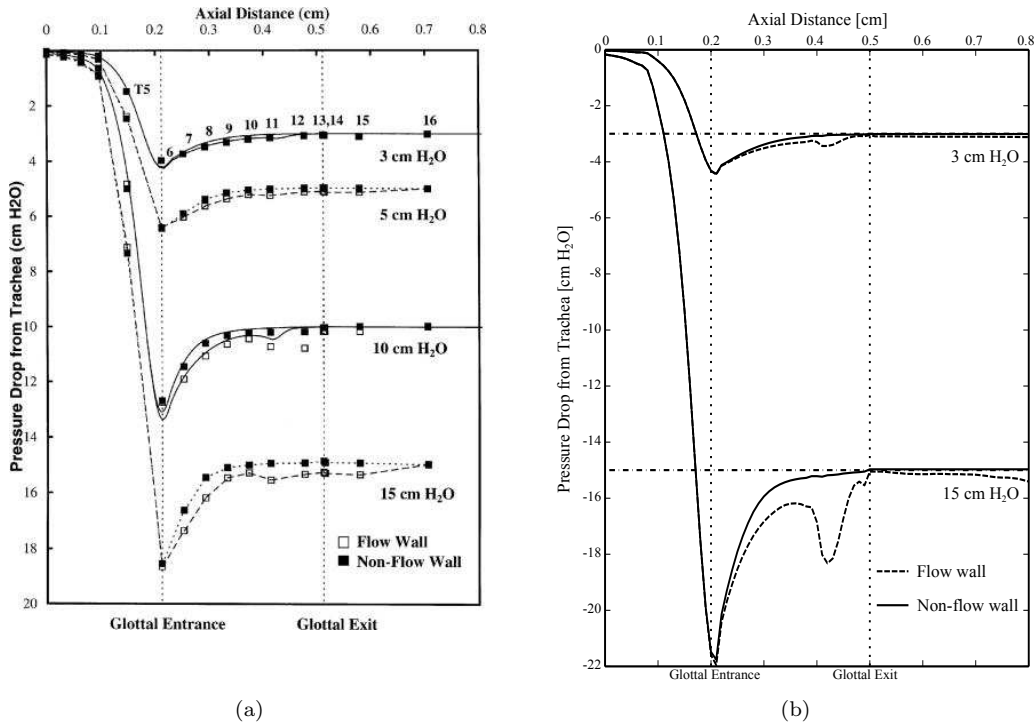 Axial Distance (cm)
0 0.1 0.2 0.3 0.4 0.5 0.6 0.7 0.8
Pressure Drop from Trachea (cm H2O)
2
4
6
8
10
12
14
16
18
20
T5
6
7
8
9
10
11
12
13,14
15
16
3 cm H₂O
5 cm H₂O
10 cm H₂O
15 cm H₂O
Flow Wall
Non-Flow Wall
Glottal Entrance
Glottal Exit
(a)
Axial Distance [cm]
0 0.1 0.2 0.3 0.4 0.5 0.6 0.7 0.8
Pressure Drop from Trachea [cm H₂O]
0
-2
-4
-6
-8
-10
-12
-14
-16
-18
-20
-22
3 cm H₂O
15 cm H₂O
Flow wall
Non-flow wall
Glottal Entrance
Glottal Exit
(b)